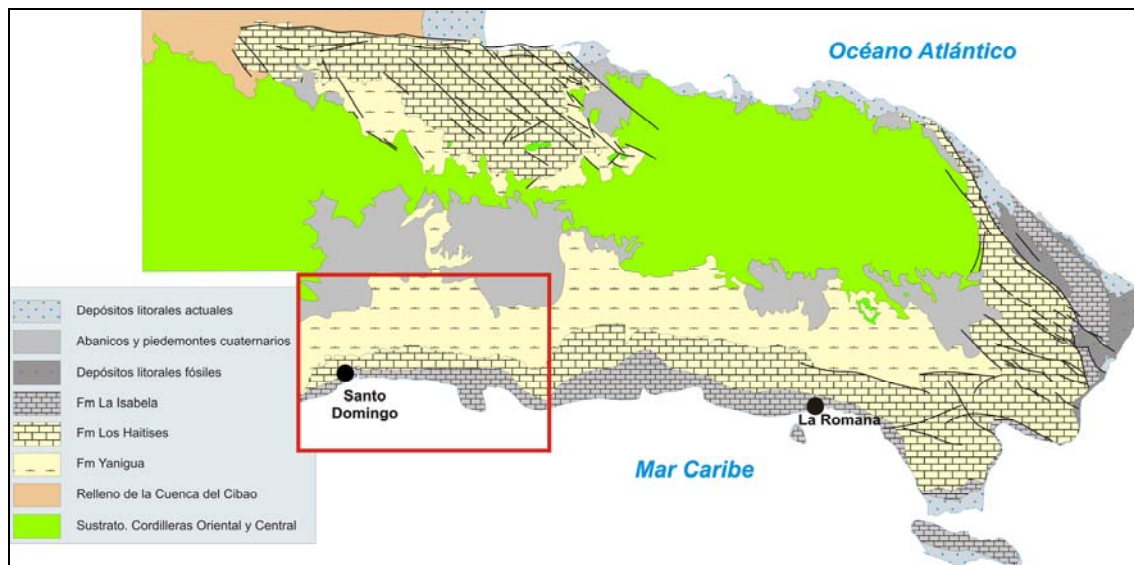 Océano Atlántico
Depósitos litorales actuales
Abanicos y piedemontes cuaternarios
Depósitos litorales fósiles
Fm La Isabela
Fm Los Haitises
Fm Yanigua
Relleno de la Cuenca del Cibao
Sustrato. Cordilleras Oriental y Central
Santo
Domingo
La Romana
Mar Caribe